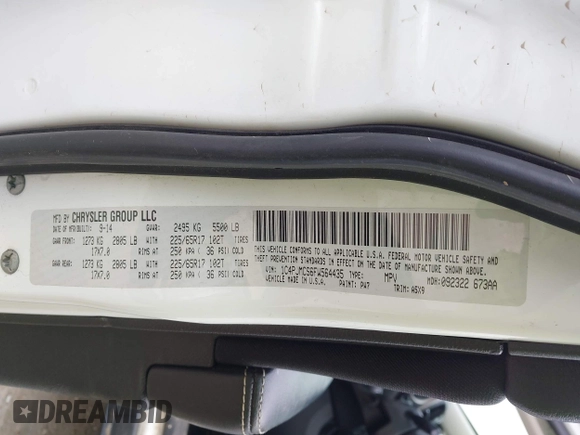 MFD BY CHRYSLER GROUP LLC
DATE OF MFR(BUILT): 9-14 GVWR: 2495 KG 5500 LB
GAWR FRONT: 1273 KG 2805 LB WITH 225/65R17 102T TIRES
17X7.0 RIMS AT 250 KPA( 36 PSI) COLD
GAWR REAR: 1273 KG 2805 LB WITH 225/65R17 102T TIRES
17X7.0 RIMS AT 250 KPA( 36 PSI) COLD
THIS VEHICLE CONFORMS TO ALL APPLICABLE U.S.A. FEDERAL MOTOR VEHICLE SAFETY AND
THEFT PREVENTION STANDARDS IN EFFECT ON THE DATE OF MANUFACTURE SHOWN ABOVE.
VIN: 1C4PJMCS6FW564435 TYPE: MPV MDH: 092322 673AA
VEHICLE MADE IN U.S.A. PAINT: PW7 TRIM: A5X9
DREAMBID